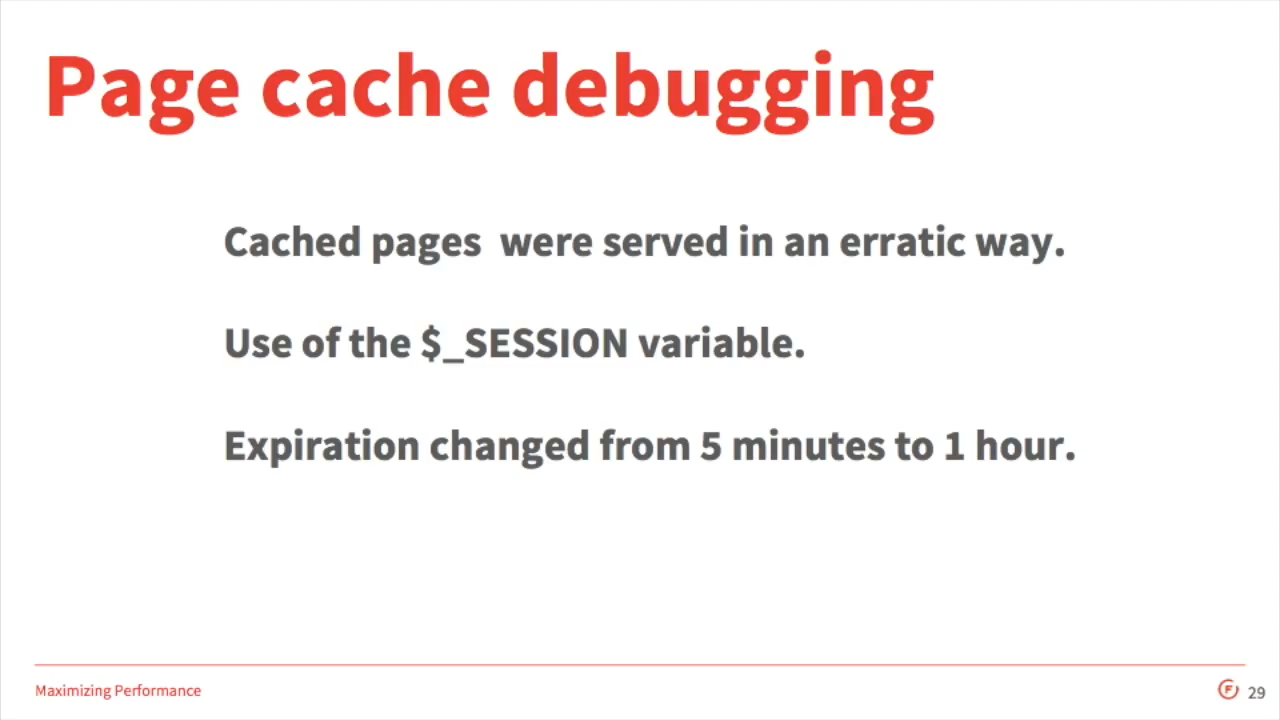 Page cache debugging
Cached pages  were served in an erratic way.
Use of the $_SESSION variable.
Expiration changed from 5 minutes to 1 hour.
Maximizing Performance
F 29